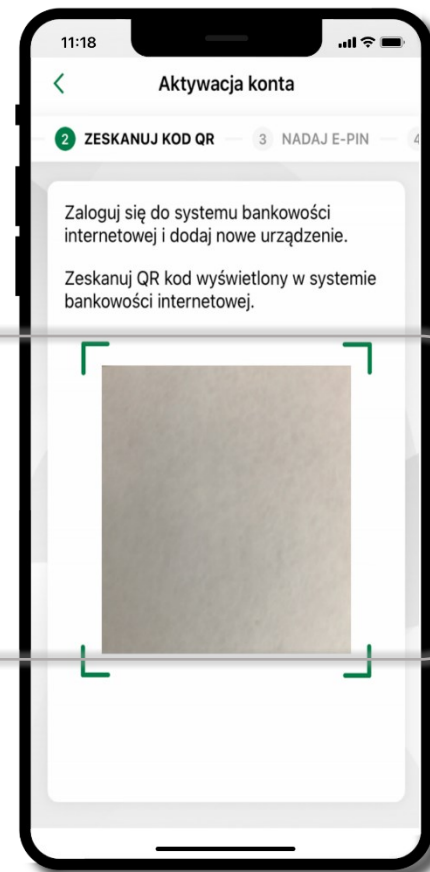 11:18
Aktywacja konta
2 ZESKANUJ KOD QR 3 NADAJ E-PIN 4
Zaloguj się do systemu bankowości
internetowej i dodaj nowe urządzenie.
Zeskanuj QR kod wyświetlony w systemie
bankowości internetowej.